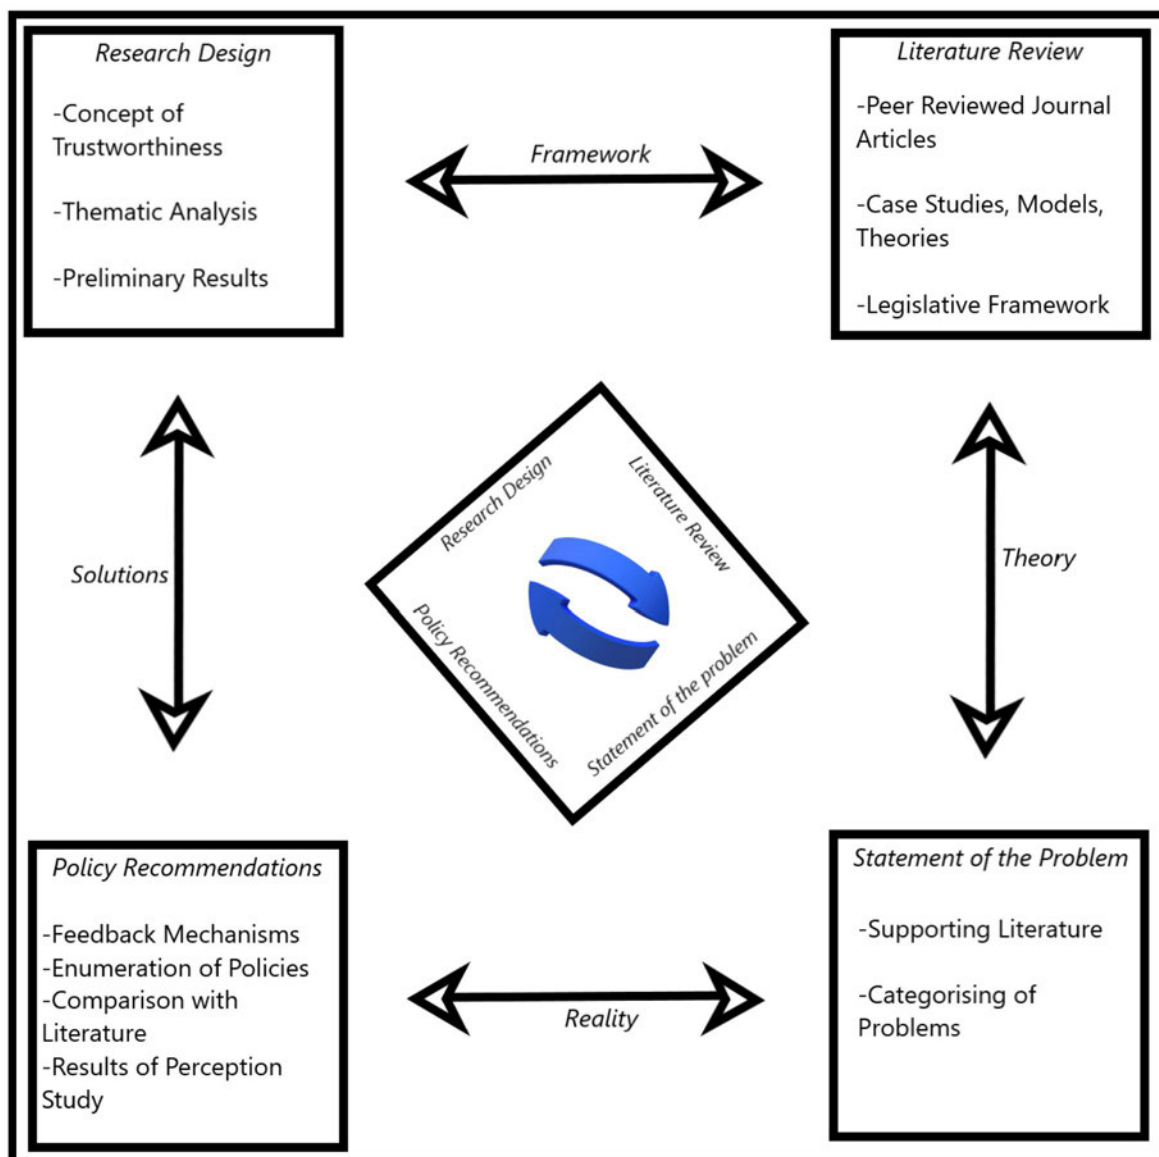 Research Design
-Concept of
Trustworthiness
-Thematic Analysis
-Preliminary Results
Framework
Literature Review
-Peer Reviewed Journal
Articles
-Case Studies, Models,
Theories
-Legislative Framework
Solutions
Research Design
Literature Review
Policy Recommendations
Statement of the problem
Theory
Policy Recommendations
-Feedback Mechanisms
-Enumeration of Policies
-Comparison with
Literature
-Results of Perception
Study
Reality
Statement of the Problem
-Supporting Literature
-Categorising of
Problems